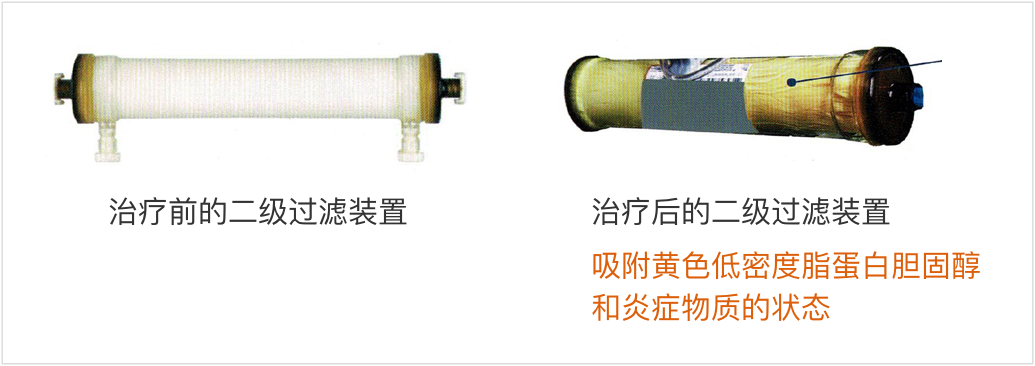 治疗前的二级过滤装置
治疗后的二级过滤装置
吸附黄色低密度脂蛋白胆固醇
和炎症物质的状态